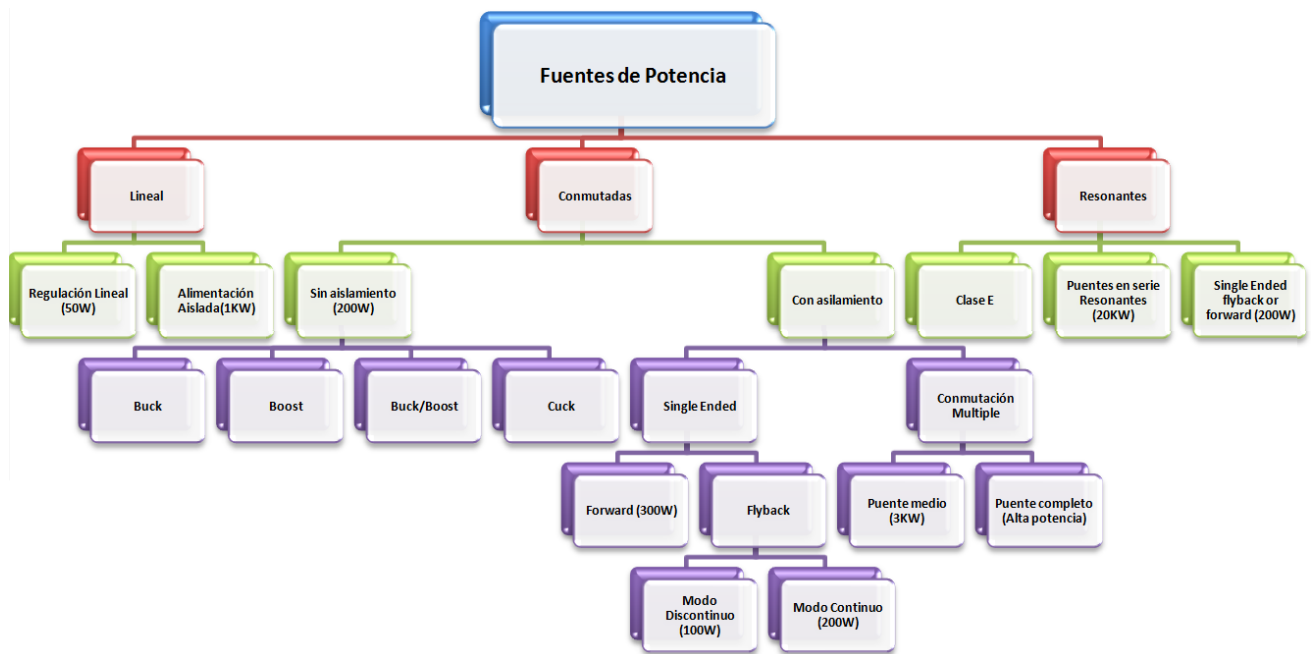 Fuentes de Potencia
Lineal
Conmutadas
Resonantes
Regulación Lineal
(50W)
Alimentación
Aislada(1KW)
Sin aislamiento
(200W)
Con asilamiento
Clase E
Puentes en serie
Resonantes
(20KW)
Single Ended
flyback or
forward (200W)
Buck
Boost
Buck/Boost
Cuck
Single Ended
Conmutación
Multiple
Forward (300W)
Flyback
Puente medio
(3KW)
Puente completo
(Alta potencia)
Modo
Discontinuo
(100W)
Modo Continuo
(200W)